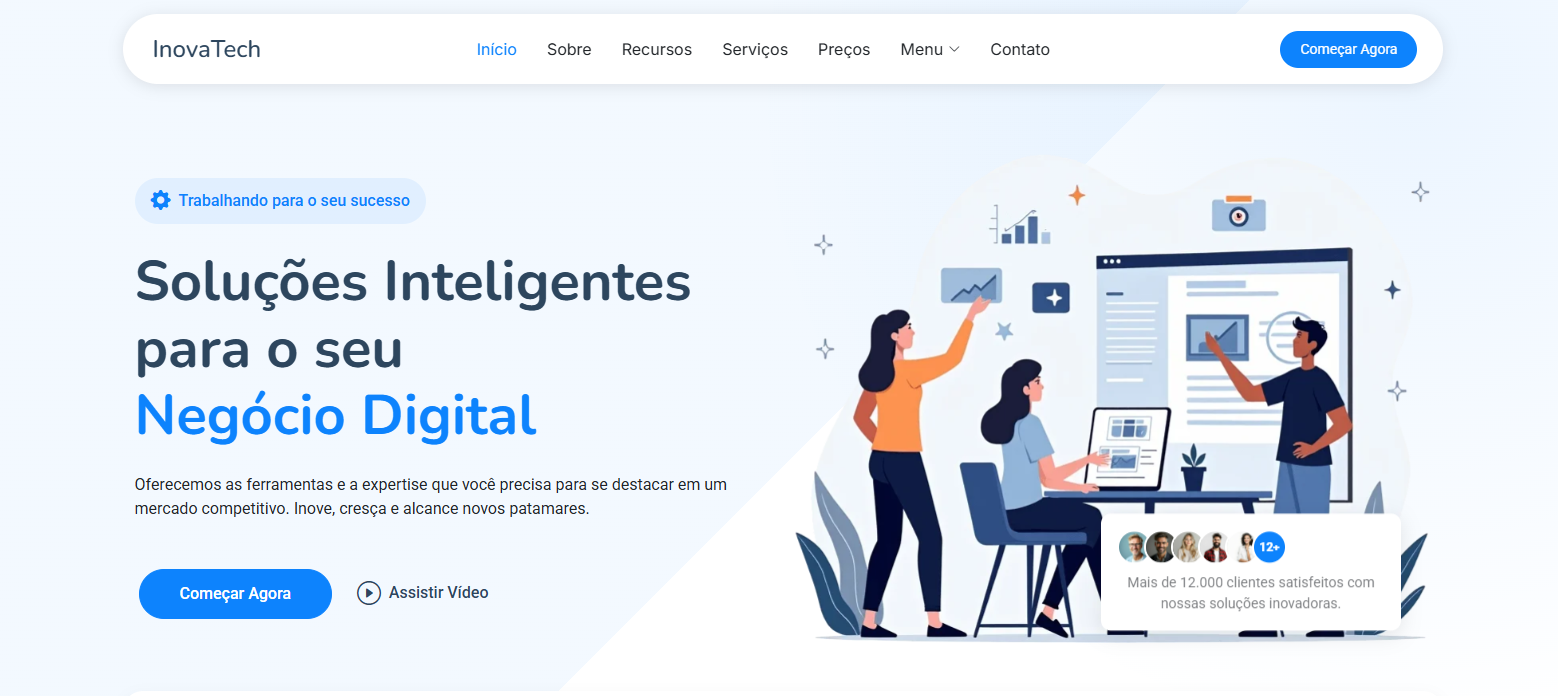 InovaTech
Início
Sobre
Recursos
Serviços
Preços
Menu
Contato
Começar Agora
Trabalhando para o seu sucesso
Soluções Inteligentes
para o seu
Negócio Digital
Oferecemos as ferramentas e a expertise que você precisa para se destacar em um
mercado competitivo. Inove, cresça e alcance novos patamares.
Começar Agora
Assistir Vídeo
12+
Mais de 12.000 clientes satisfeitos com
nossas soluções inovadoras.